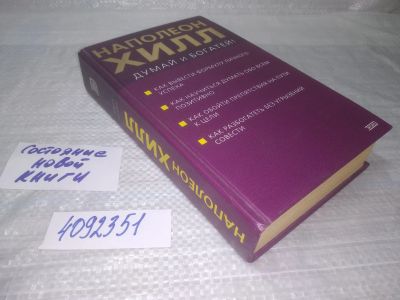 НАПОЛЕОН
ХИЛЛ
ДУМАЙ И БОГАТЕЙ!
КАК ВЫВЕСТИ ФОРМУЛУ ЛИЧНОГО
УСПЕХА
КАК НАУЧИТЬСЯ ДУМАТЬ ОБО ВСЕМ
ПОЗИТИВНО
КАК ОБОЙТИ ПРЕПЯТСТВИЯ НА ПУТИ
К ЦЕЛИ
КАК РАЗБОГАТЕТЬ БЕЗ УГРЫЗЕНИЙ
СОВЕСТИ
НАПОЛЕОН ХИЛЛ
Состояние
новой
книги
4092351